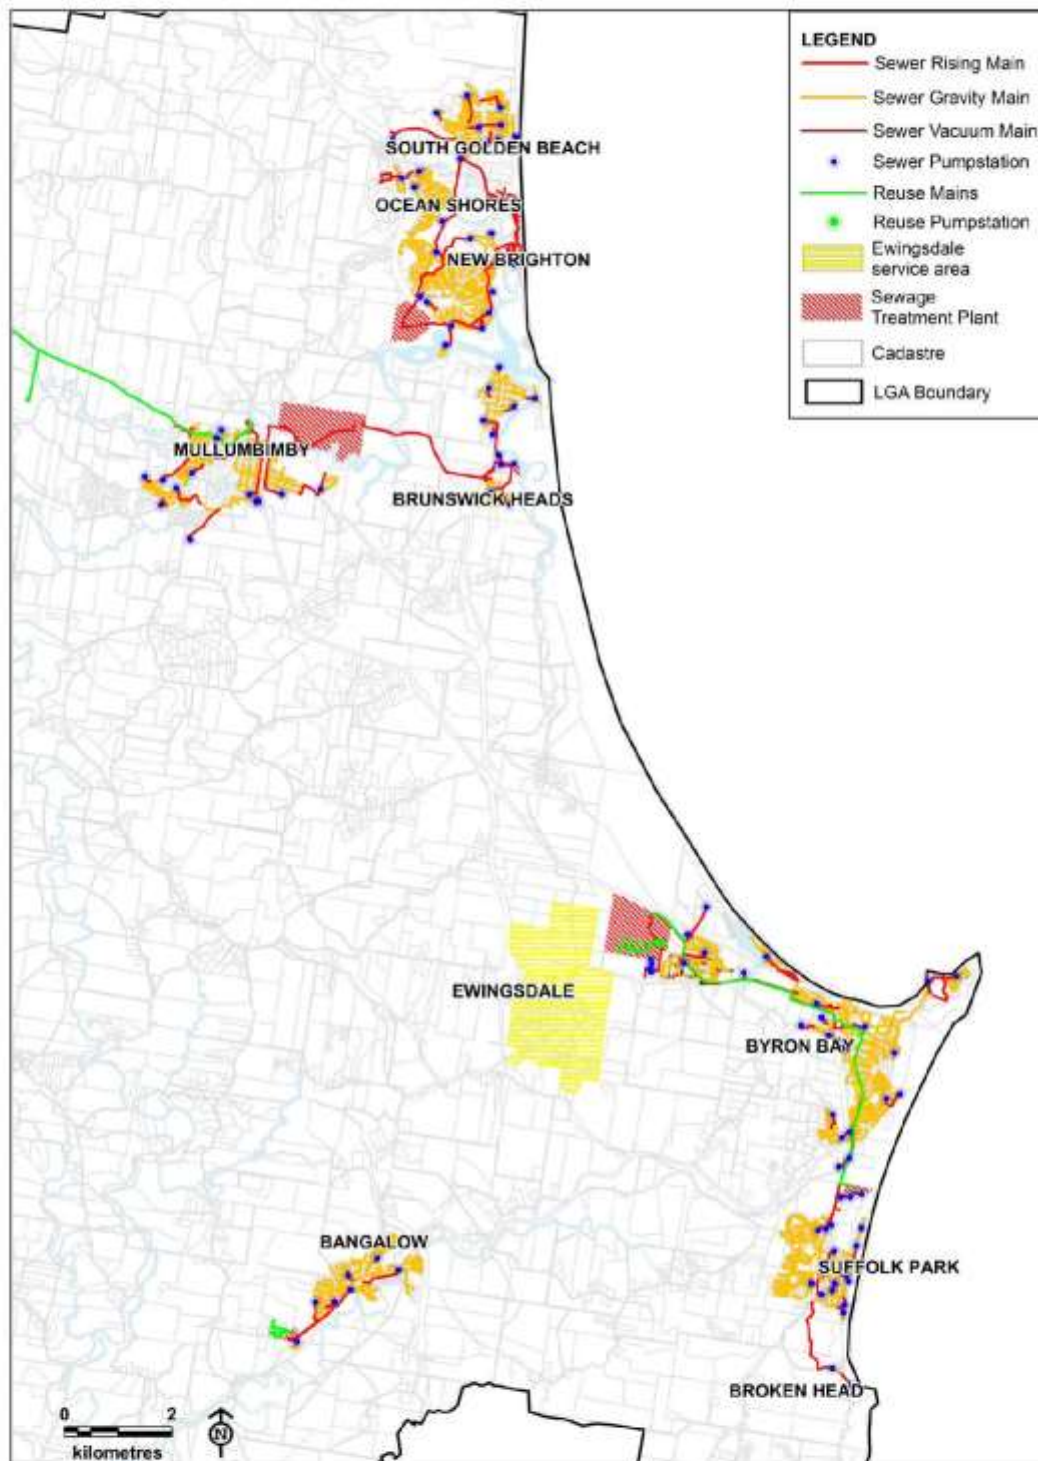 LEGEND
Sewer Rising Main
Sewer Gravity Main
Sewer Vacuum Main
Sewer Pumpstation
Reuse Mains
Reuse Pumpstation
Ewingsdale
service area
Sewage
Treatment Plant
Cadastre
LGA Boundary
SOUTH GOLDEN BEACH
OCEAN SHORES
NEW BRIGHTON
MULLUMBIMBY
BRUNSWICK HEADS
EWINGSDALE
BYRON BAY
BANGALOW
SUFFOLK PARK
BROKEN HEAD
0 2
kilometres
N